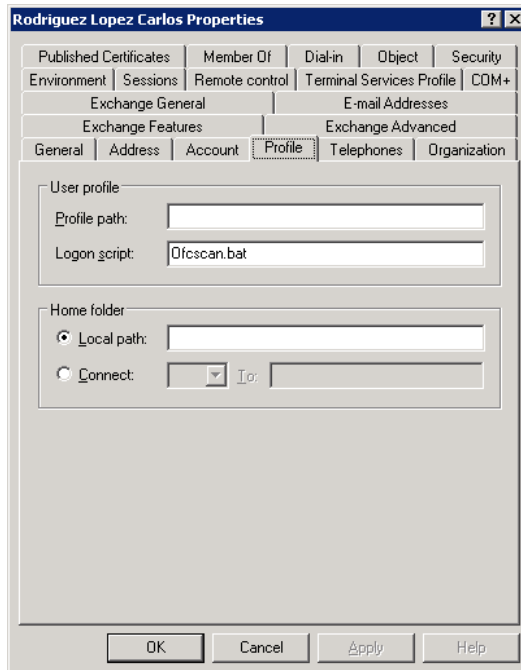 Rodriguez Lopez Carlos Properties ? ×
Published Certificates Member Of Dial-in Object Security
Environment Sessions Remote control Terminal Services Profile COM+
Exchange General E-mail Addresses
Exchange Features Exchange Advanced
General Address Account Profile Telephones Organization
User profile
Profile path:
Logon script: Ofcscan.bat
Home folder
Local path:
Connect: To:
OK Cancel Apply Help